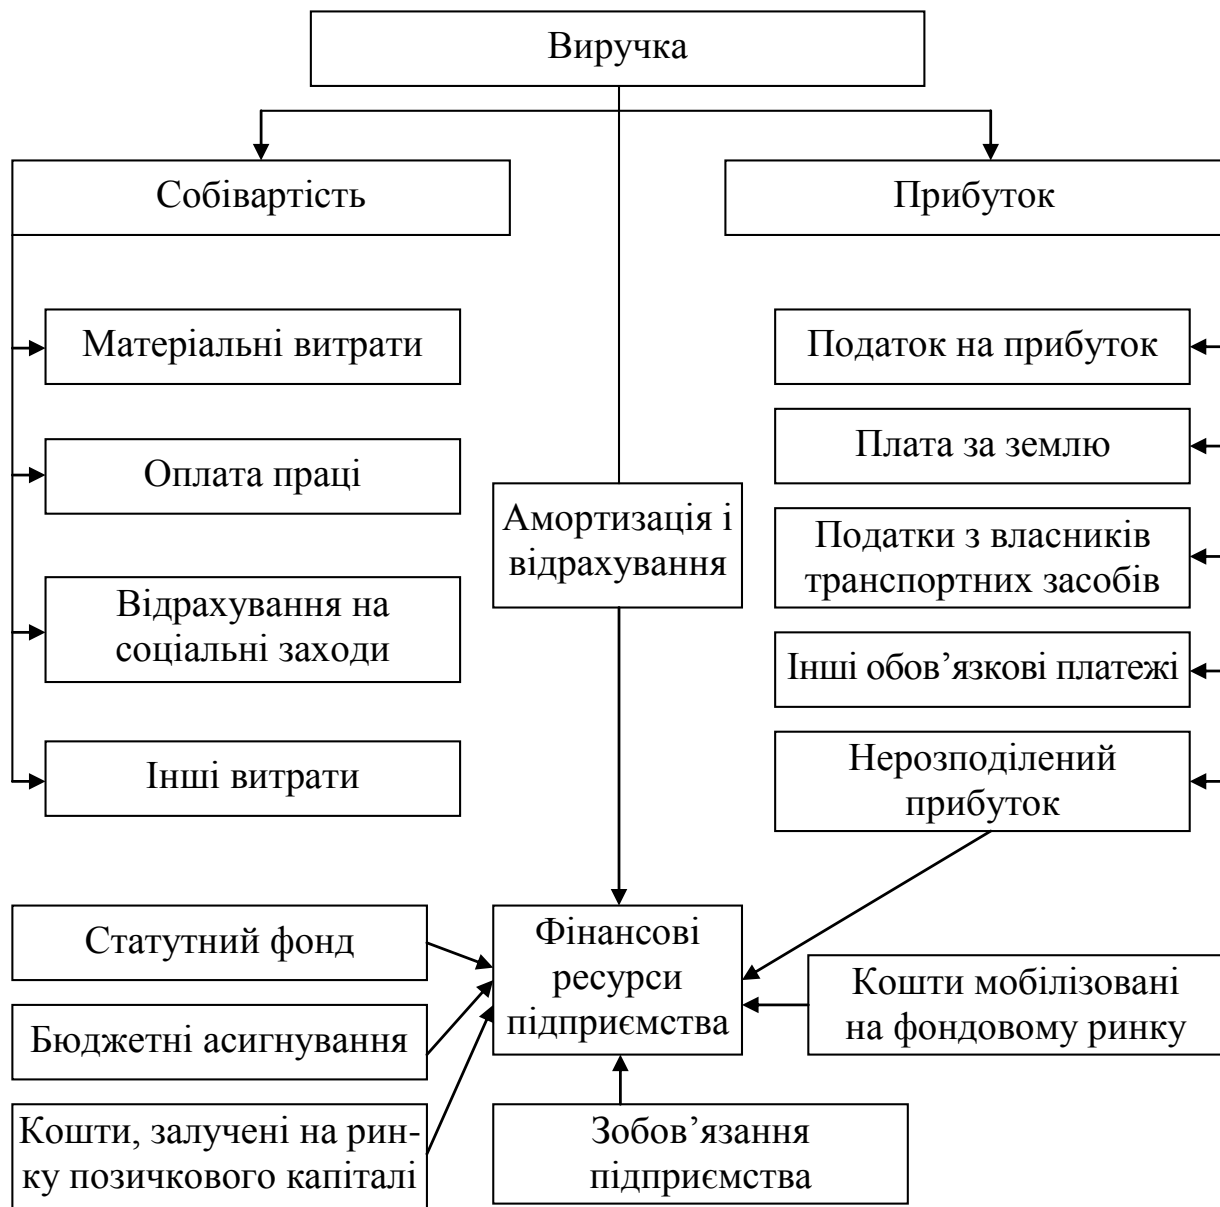 Виручка
Собівартість
Прибуток
Матеріальні витрати
Оплата праці
Відрахування на
соціальні заходи
Інші витрати
Амортизація і
відрахування
Податок на прибуток
Плата за землю
Податки з власників
транспортних засобів
Інші обов’язкові платежі
Нерозподілений
прибуток
Статутний фонд
Бюджетні асигнування
Кошти, залучені на рин-
ку позичкового капіталі
Фінансові
ресурси
підприємства
Кошти мобілізовані
на фондовому ринку
Зобов’язання
підприємства